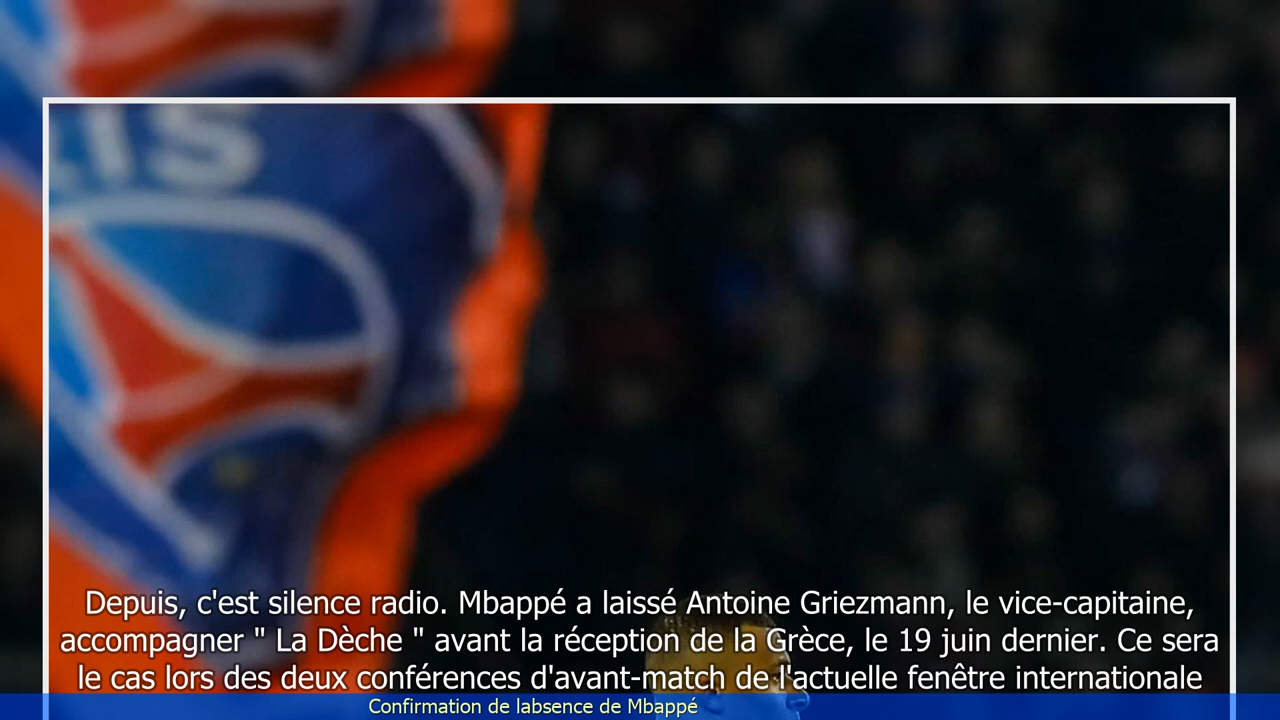 IS
Depuis, c'est silence radio. Mbappé a laissé Antoine Griezmann, le vice-capitaine,
accompagner " La Dèche " avant la réception de la Grèce, le 19 juin dernier. Ce sera
le cas lors des deux conférences d'avant-match de l'actuelle fenêtre internationale
Confirmation de labsence de Mbappé